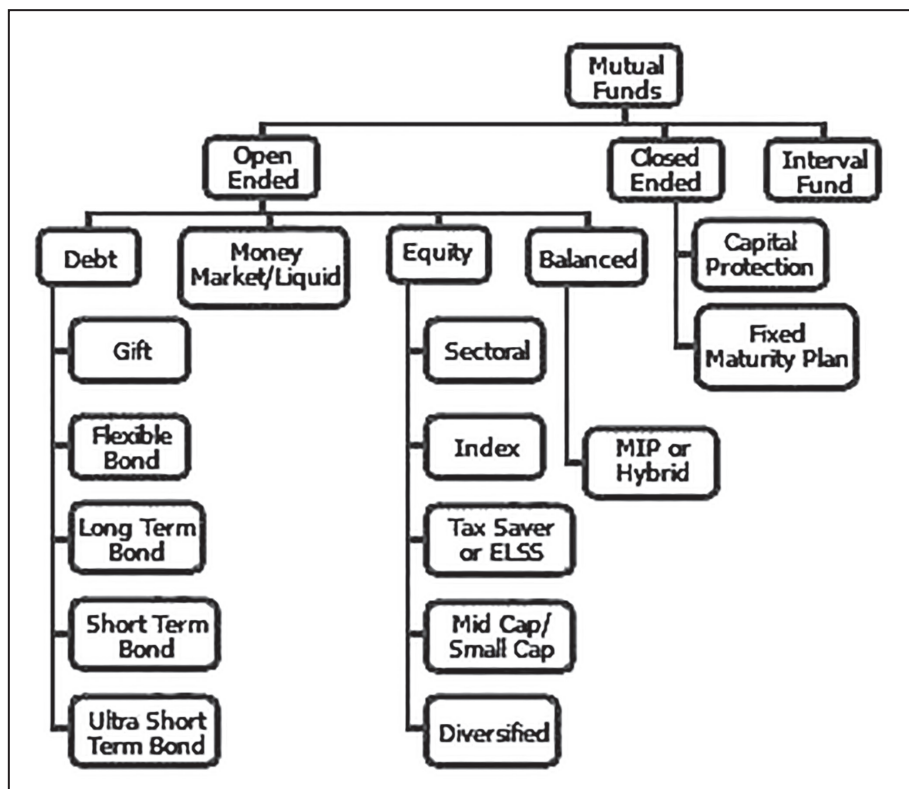 Mutual
Funds
Open
Ended
Closed
Ended
Interval
Fund
Debt
Money
Market/Liquid
Equity
Balanced
Capital
Protection
Fixed
Maturity Plan
Gift
Flexible
Bond
Long Term
Bond
Short Term
Bond
Ultra Short
Term Bond
Sectoral
Index
Tax Saver
or ELSS
Mid Cap/
Small Cap
Diversified
MIP or
Hybrid